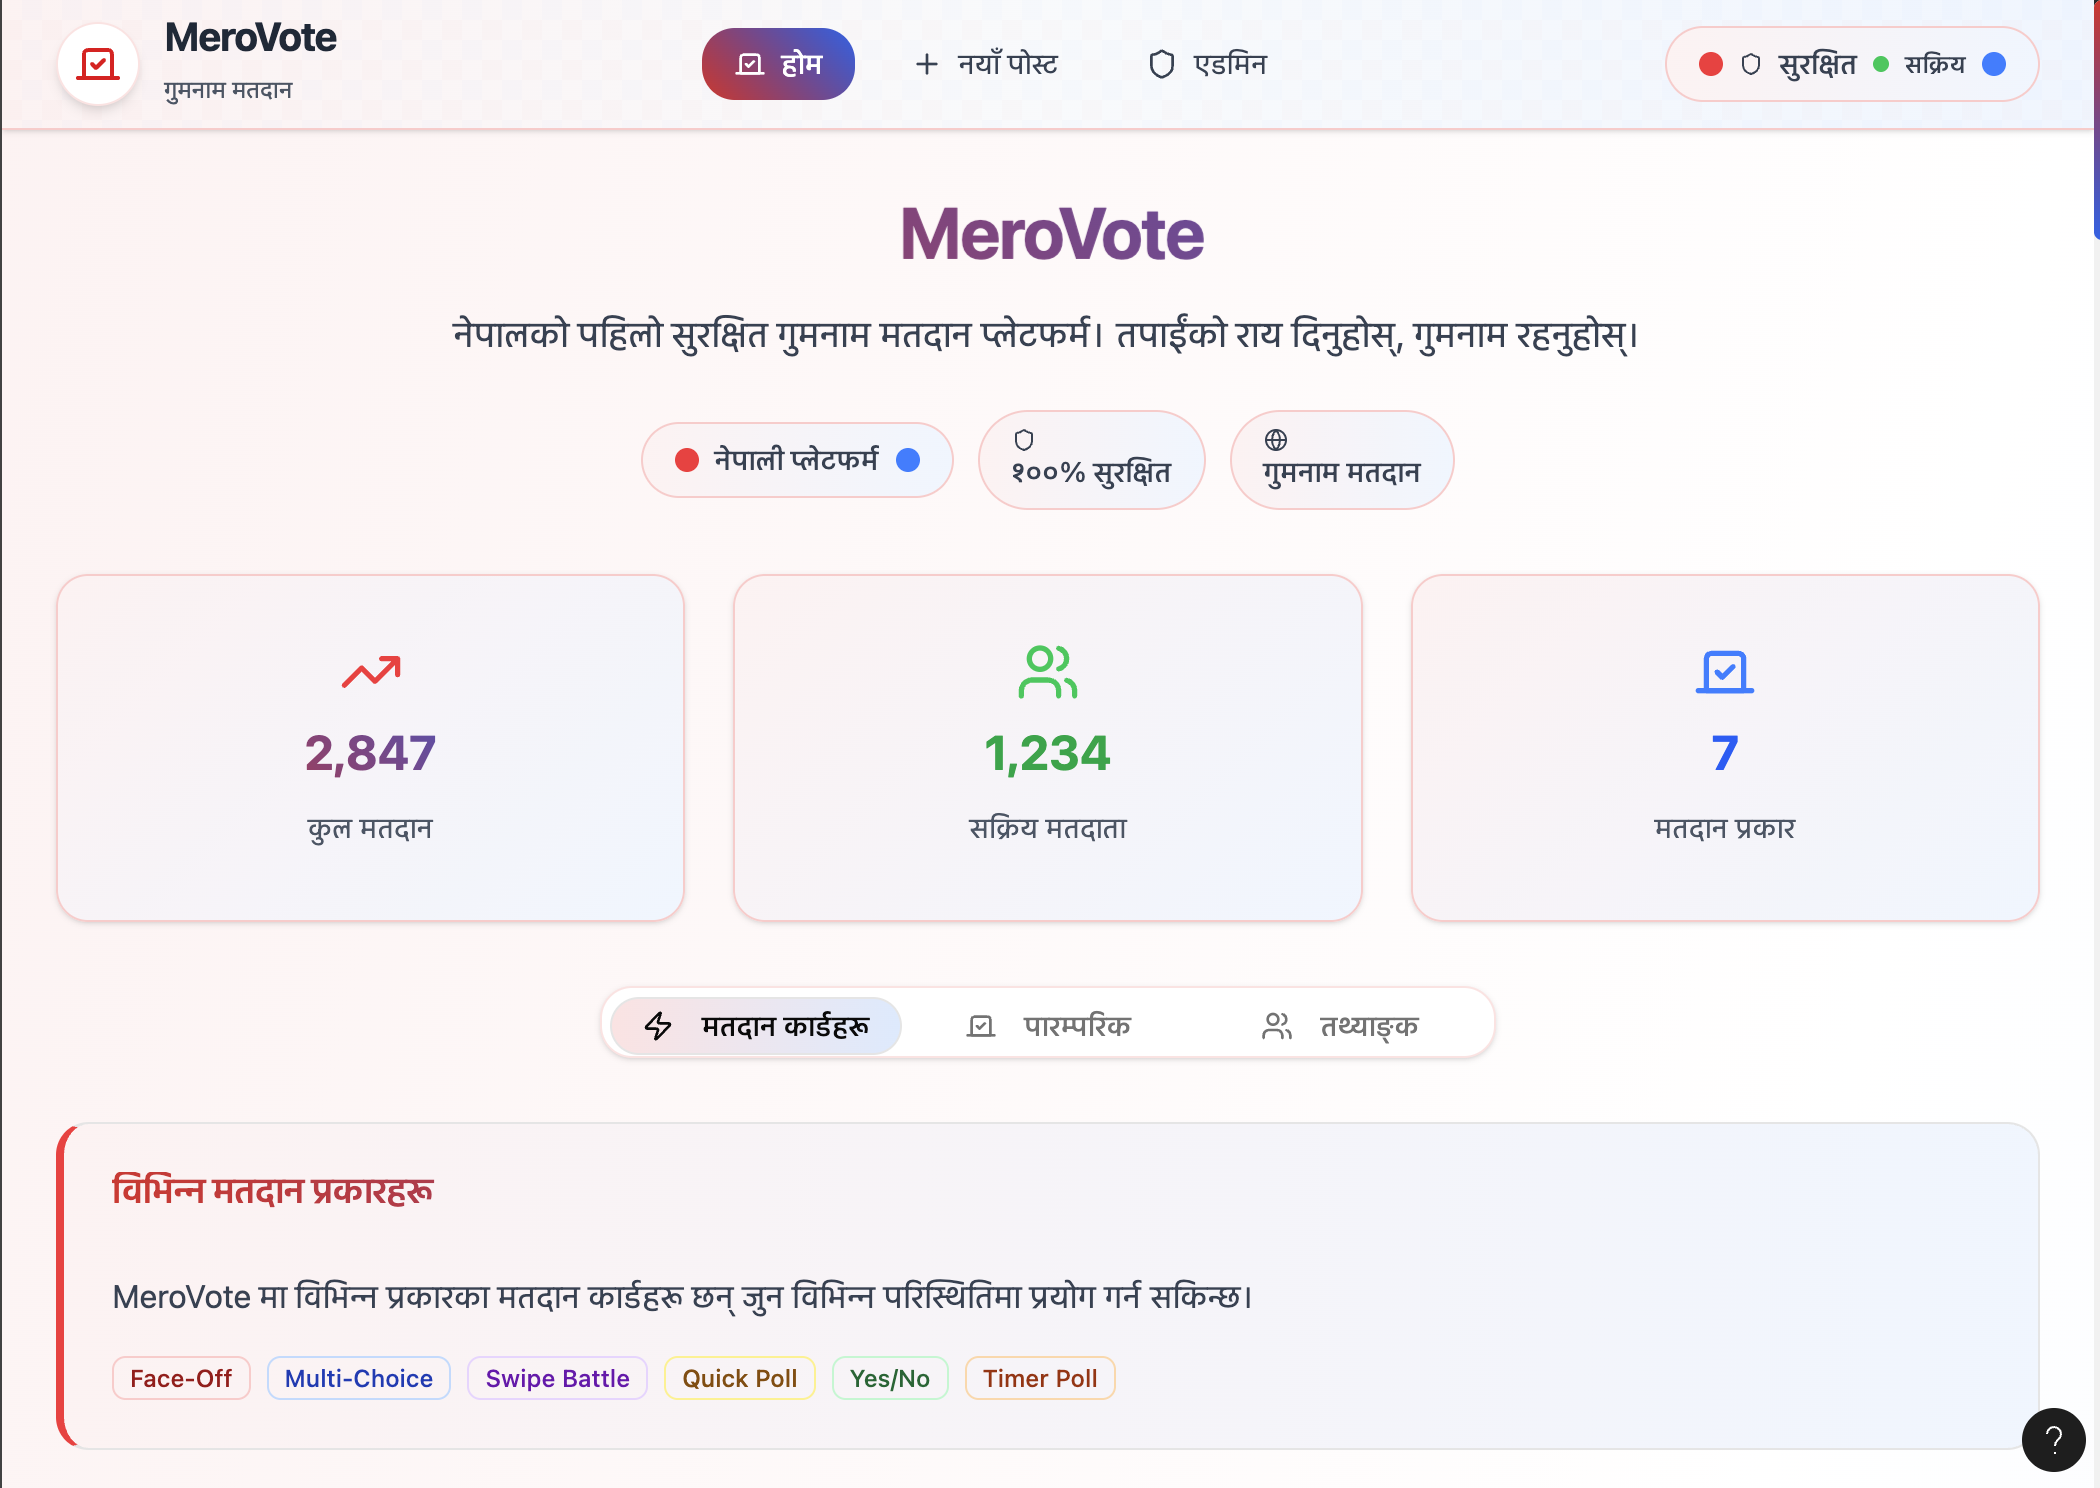 MeroVote
गुमनाम मतदान
होम
नयाँ पोस्ट
एडमिन
सुरक्षित
सक्रिय
MeroVote
नेपालको पहिलो सुरक्षित गुमनाम मतदान प्लेटफर्म। तपाईंको राय दिनुहोस्, गुमनाम रहनुहोस्।
नेपाली प्लेटफर्म
१००% सुरक्षित
गुमनाम मतदान
2,847
कुल मतदान
1,234
सक्रिय मतदाता
7
मतदान प्रकार
मतदान कार्डहरू
पारम्परिक
तथ्याङ्क
विभिन्न मतदान प्रकारहरू
MeroVote मा विभिन्न प्रकारका मतदान कार्डहरू छन् जुन विभिन्न परिस्थितिमा प्रयोग गर्न सकिन्छ।
Face-Off
Multi-Choice
Swipe Battle
Quick Poll
Yes/No
Timer Poll
?